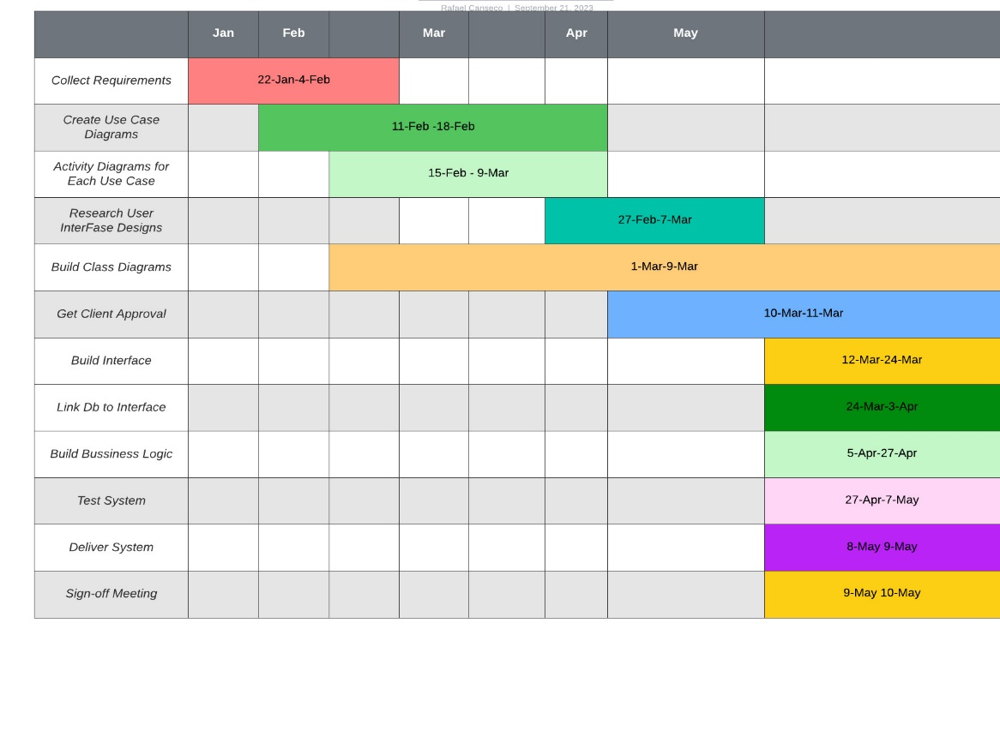 Rafael Canseco | September 21, 2023
Jan Feb Mar Apr May
Collect Requirements 22-Jan-4-Feb
Create Use Case
Diagrams
11-Feb -18-Feb
Activity Diagrams for
Each Use Case
15-Feb - 9-Mar
Research User
InterFase Designs
27-Feb-7-Mar
Build Class Diagrams 1-Mar-9-Mar
Get Client Approval 10-Mar-11-Mar
Build Interface 12-Mar-24-Mar
Link Db to Interface 24-Mar-3-Apr
Build Bussiness Logic 5-Apr-27-Apr
Test System 27-Apr-7-May
Deliver System 8-May 9-May
Sign-off Meeting 9-May 10-May